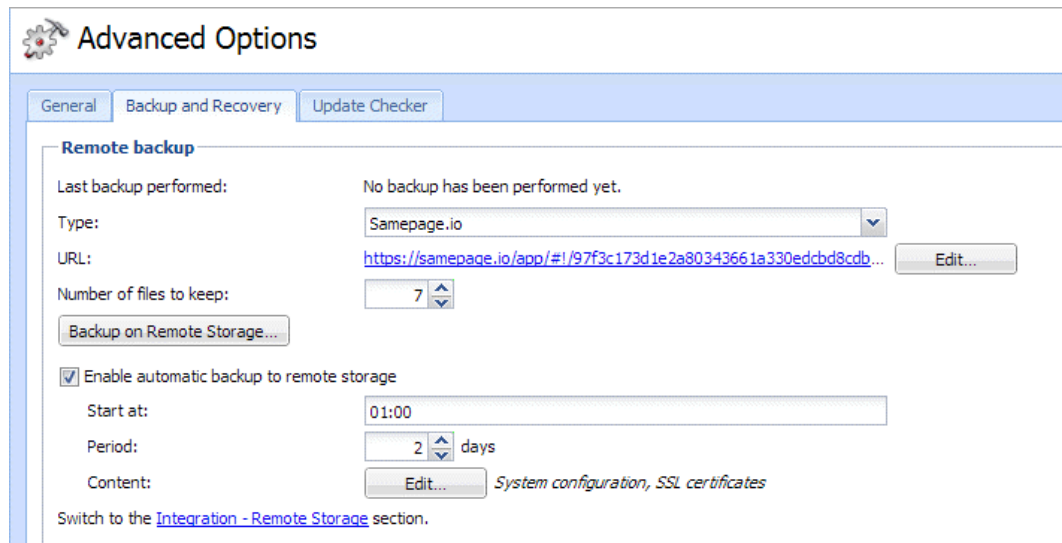 Advanced Options
General Backup and Recovery Update Checker
Remote backup
Last backup performed: No backup has been performed yet.
Type: Samepage.io
URL: https://samepage.io/app/#!/97f3c173d1e2a80343661a330edcbd8cdb... Edit...
Number of files to keep: 7
Backup on Remote Storage...
Enable automatic backup to remote storage
Start at: 01:00
Period: 2 days
Content: Edit... System configuration, SSL certificates
Switch to the Integration - Remote Storage section.